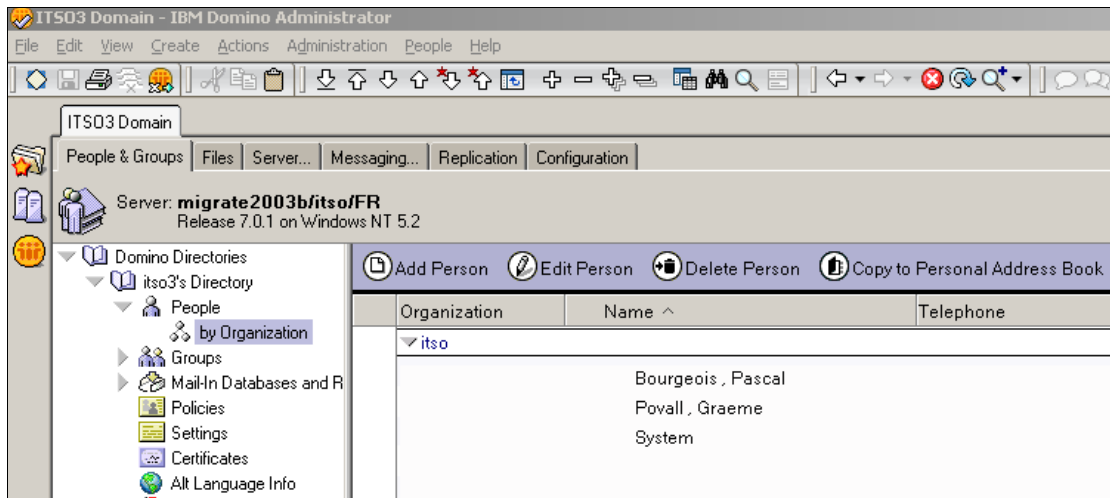 ITSO3 Domain - IBM Domino Administrator
File Edit View Create Actions Administration People Help
ITSO3 Domain
People & Groups Files Server... Messaging... Replication Configuration
Server: migrate2003b/itso/FR
Release 7.0.1 on Windows NT 5.2
Domino Directories
itso3's Directory
People
by Organization
Groups
Mail-In Databases and R
Policies
Settings
Certificates
Alt Language Info
Add Person Edit Person Delete Person Copy to Personal Address Book
Organization Name ^ Telephone
itso
Bourgeois , Pascal
Povall , Graeme
System